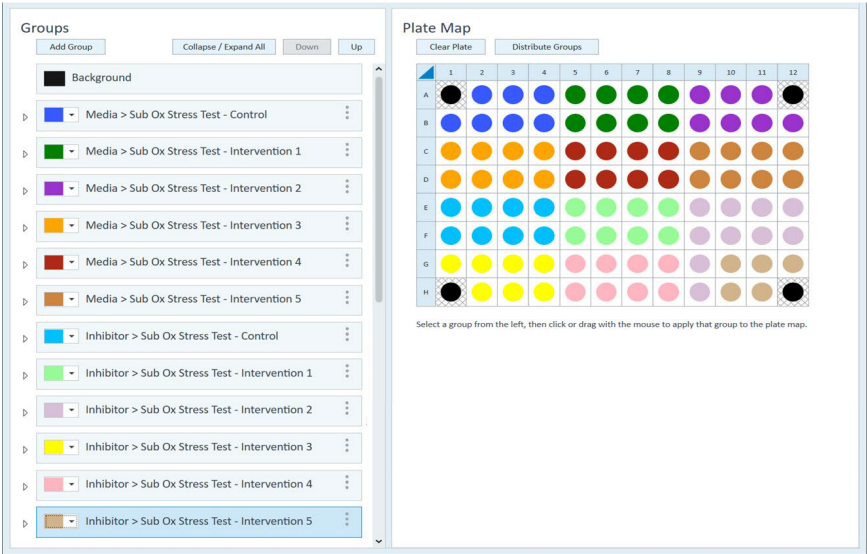 Groups
Add Group Collapse / Expand All Down Up
Background
Media > Sub Ox Stress Test - Control
Media > Sub Ox Stress Test - Intervention 1
Media > Sub Ox Stress Test - Intervention 2
Media > Sub Ox Stress Test - Intervention 3
Media > Sub Ox Stress Test - Intervention 4
Media > Sub Ox Stress Test - Intervention 5
Inhibitor > Sub Ox Stress Test - Control
Inhibitor > Sub Ox Stress Test - Intervention 1
Inhibitor > Sub Ox Stress Test - Intervention 2
Inhibitor > Sub Ox Stress Test - Intervention 3
Inhibitor > Sub Ox Stress Test - Intervention 4
Inhibitor > Sub Ox Stress Test - Intervention 5
Plate Map
Clear Plate Distribute Groups
1 2 3 4 5 6 7 8 9 10 11 12
A
B
C
D
E
F
G
H
Select a group from the left, then click or drag with the mouse to apply that group to the plate map.